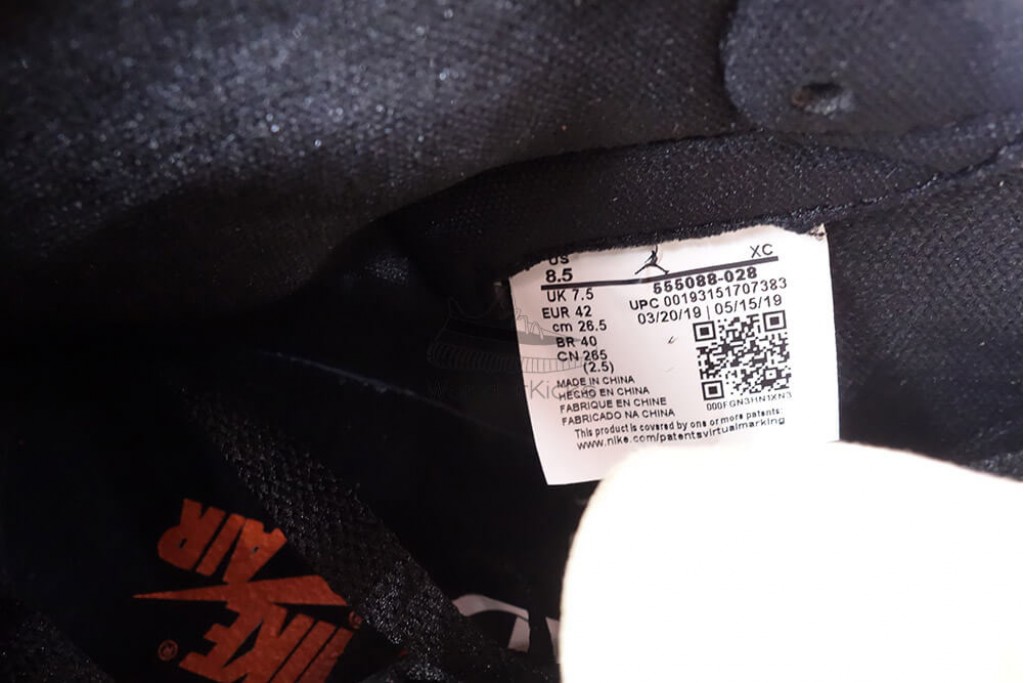 US
8.5
XC
555088-028
UK 7.5
UPC 00193151707383
EUR 42
03/20/19 | 05/15/19
cm 26.5
BR 40
CN 265
(2.5)
MADE IN CHINA
HECHO EN CHINA
FABRIQUE EN CHINE
FABRICADO NA CHINA
000FGN3HN1XN3
This product is covered by one or more patents:
www.nike.com/patentsvirtualmarking
NIKE
AIR